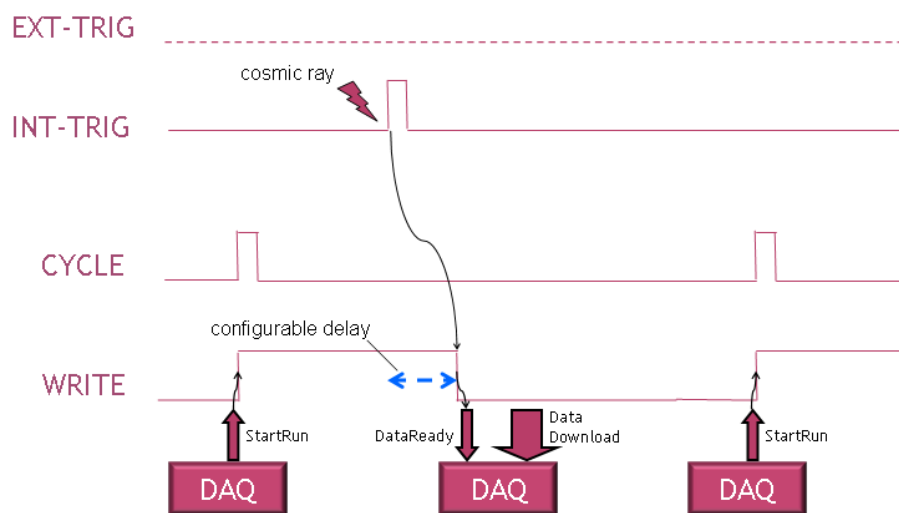 EXT-TRIG
cosmic ray
INT-TRIG
CYCLE
configurable delay
WRITE
StartRun
DataReady
Data
Download
StartRun
DAQ
DAQ
DAQ